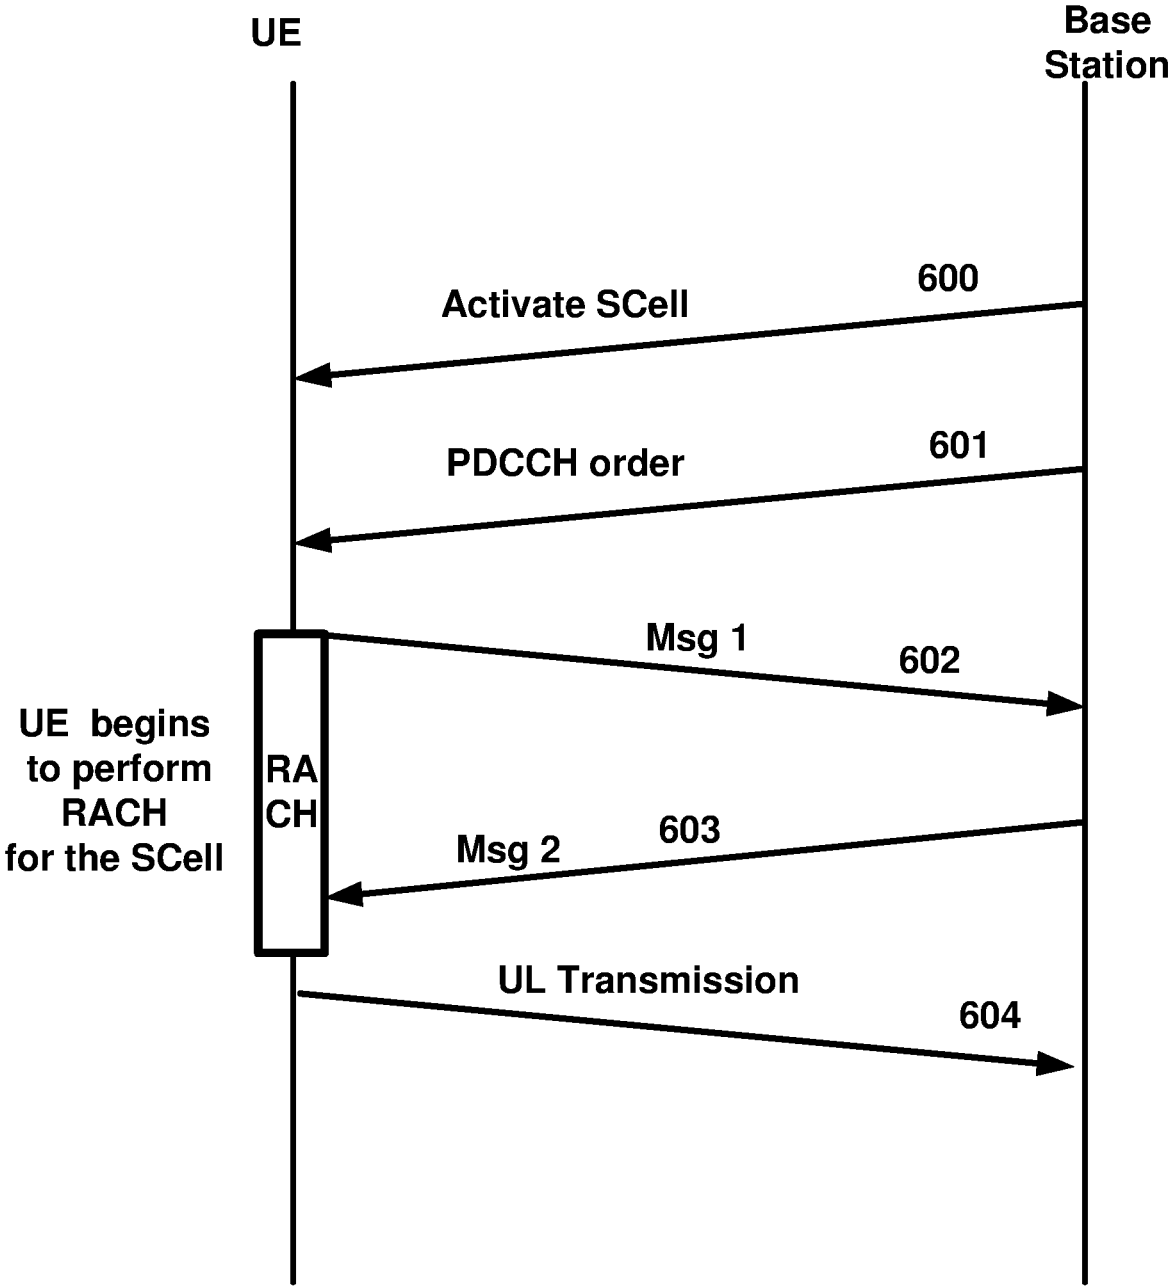 UE
Base
Station
600
Activate SCell
601
PDCCH order
Msg 1
602
UE begins
to perform
RACH
for the SCell
RA
CH
603
Msg 2
UL Transmission
604